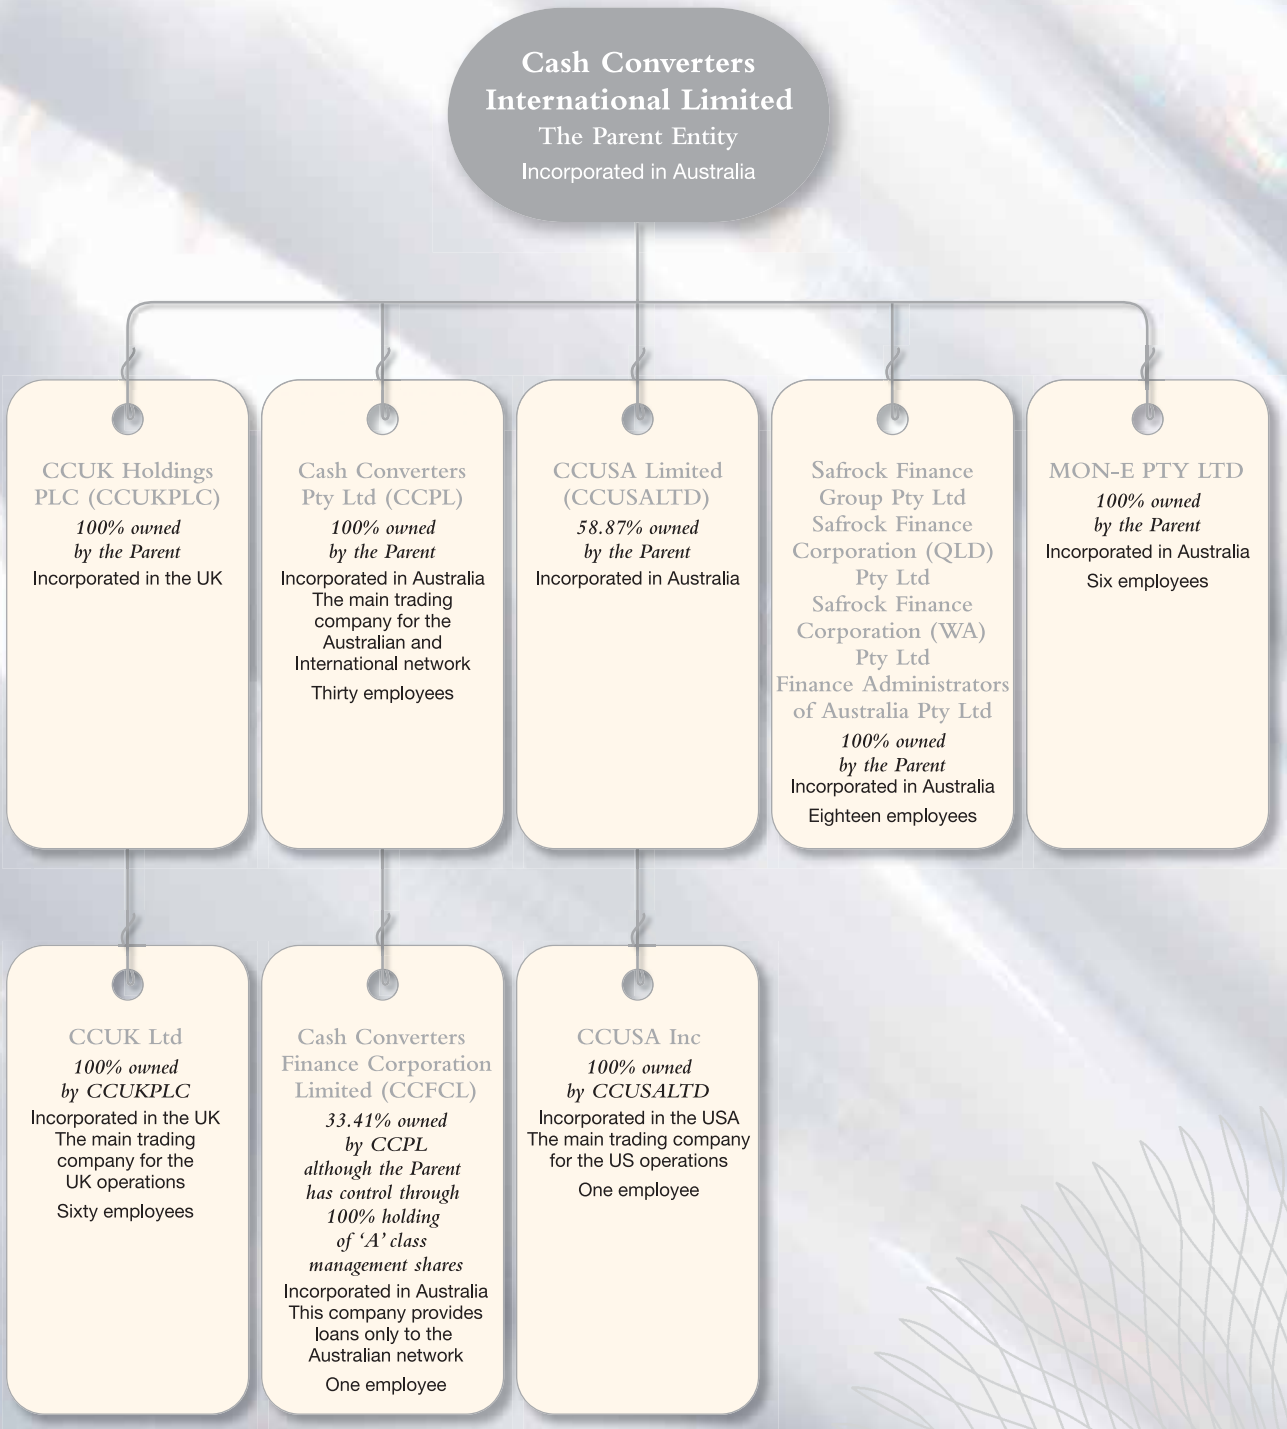 Cash Converters
International Limited
The Parent Entity
Incorporated in Australia
CCUK Holdings
PLC (CCUKPLC)
100% owned
by the Parent
Incorporated in the UK
Cash Converters
Pty Ltd (CCPL)
100% owned
by the Parent
Incorporated in Australia
The main trading
company for the
Australian and
International network
Thirty employees
CCUSA Limited
(CCUSALTD)
58.87% owned
by the Parent
Incorporated in Australia
Safrock Finance
Group Pty Ltd
Safrock Finance
Corporation (QLD)
Pty Ltd
Safrock Finance
Corporation (WA)
Pty Ltd
Finance Administrators
of Australia Pty Ltd
100% owned
by the Parent
Incorporated in Australia
Eighteen employees
MON-E PTY LTD
100% owned
by the Parent
Incorporated in Australia
Six employees
CCUK Ltd
100% owned
by CCUKPLC
Incorporated in the UK
The main trading
company for the
UK operations
Sixty employees
Cash Converters
Finance Corporation
Limited (CCFCL)
33.41% owned
by CCPL
although the Parent
has control through
100% holding
of ‘A’ class
management shares
Incorporated in Australia
This company provides
loans only to the
Australian network
One employee
CCUSA Inc
100% owned
by CCUSALTD
Incorporated in the USA
The main trading company
for the US operations
One employee